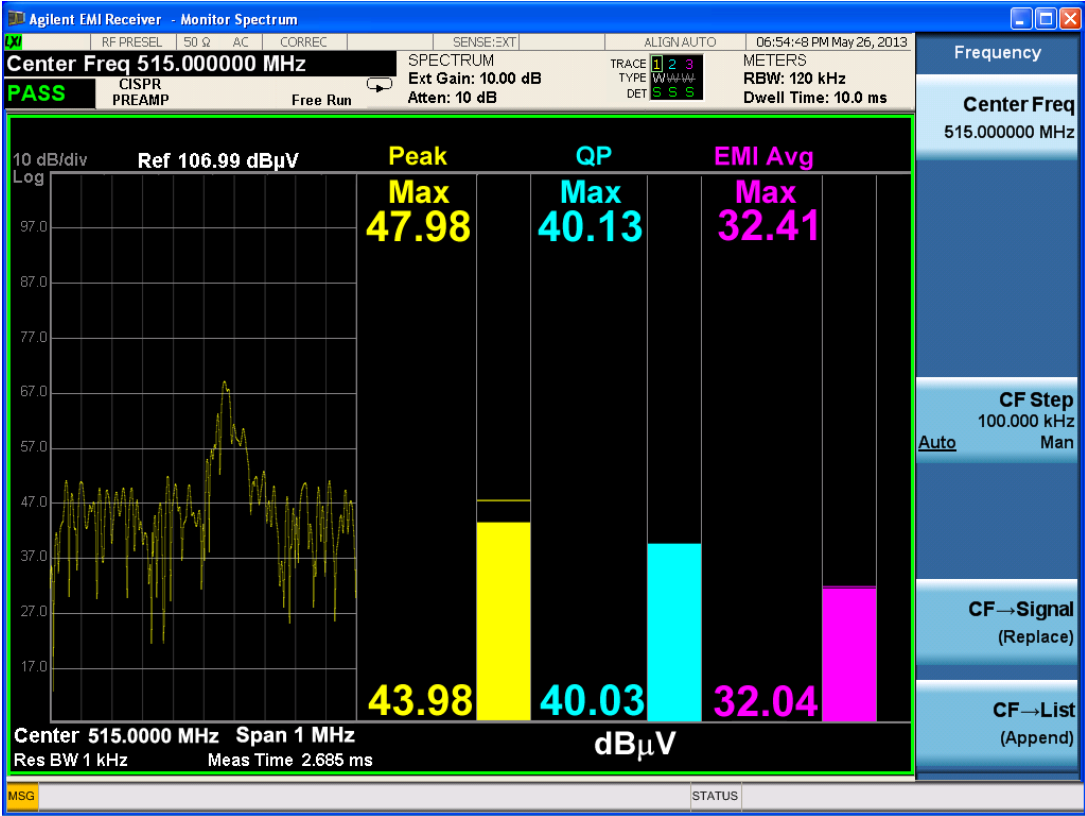 Agilent EMI Receiver - Monitor Spectrum
LXI RF PRESEL 50 Ω AC CORREC SENSE:EXT ALIGN AUTO 06:54:48 PM May 26, 2013
Center Freq 515.000000 MHz
PASS
CISPR
PREAMP
Free Run
SPECTRUM
Ext Gain: 10.00 dB
Atten: 10 dB
TRACE 1 2 3
TYPE W W W
DET S S S
METERS
RBW: 120 kHz
Dwell Time: 10.0 ms
10 dB/div Ref 106.99 dBµV
Log
97.0
87.0
77.0
67.0
57.0
47.0
37.0
27.0
17.0
Peak QP EMI Avg
Max Max Max
47.98 40.13 32.41
43.98 40.03 32.04
dBµV
Center 515.0000 MHz Span 1 MHz
Res BW 1 kHz Meas Time 2.685 ms
Frequency
Center Freq
515.000000 MHz
CF Step
100.000 kHz
Auto Man
CF→Signal
(Replace)
CF→List
(Append)
MSG STATUS